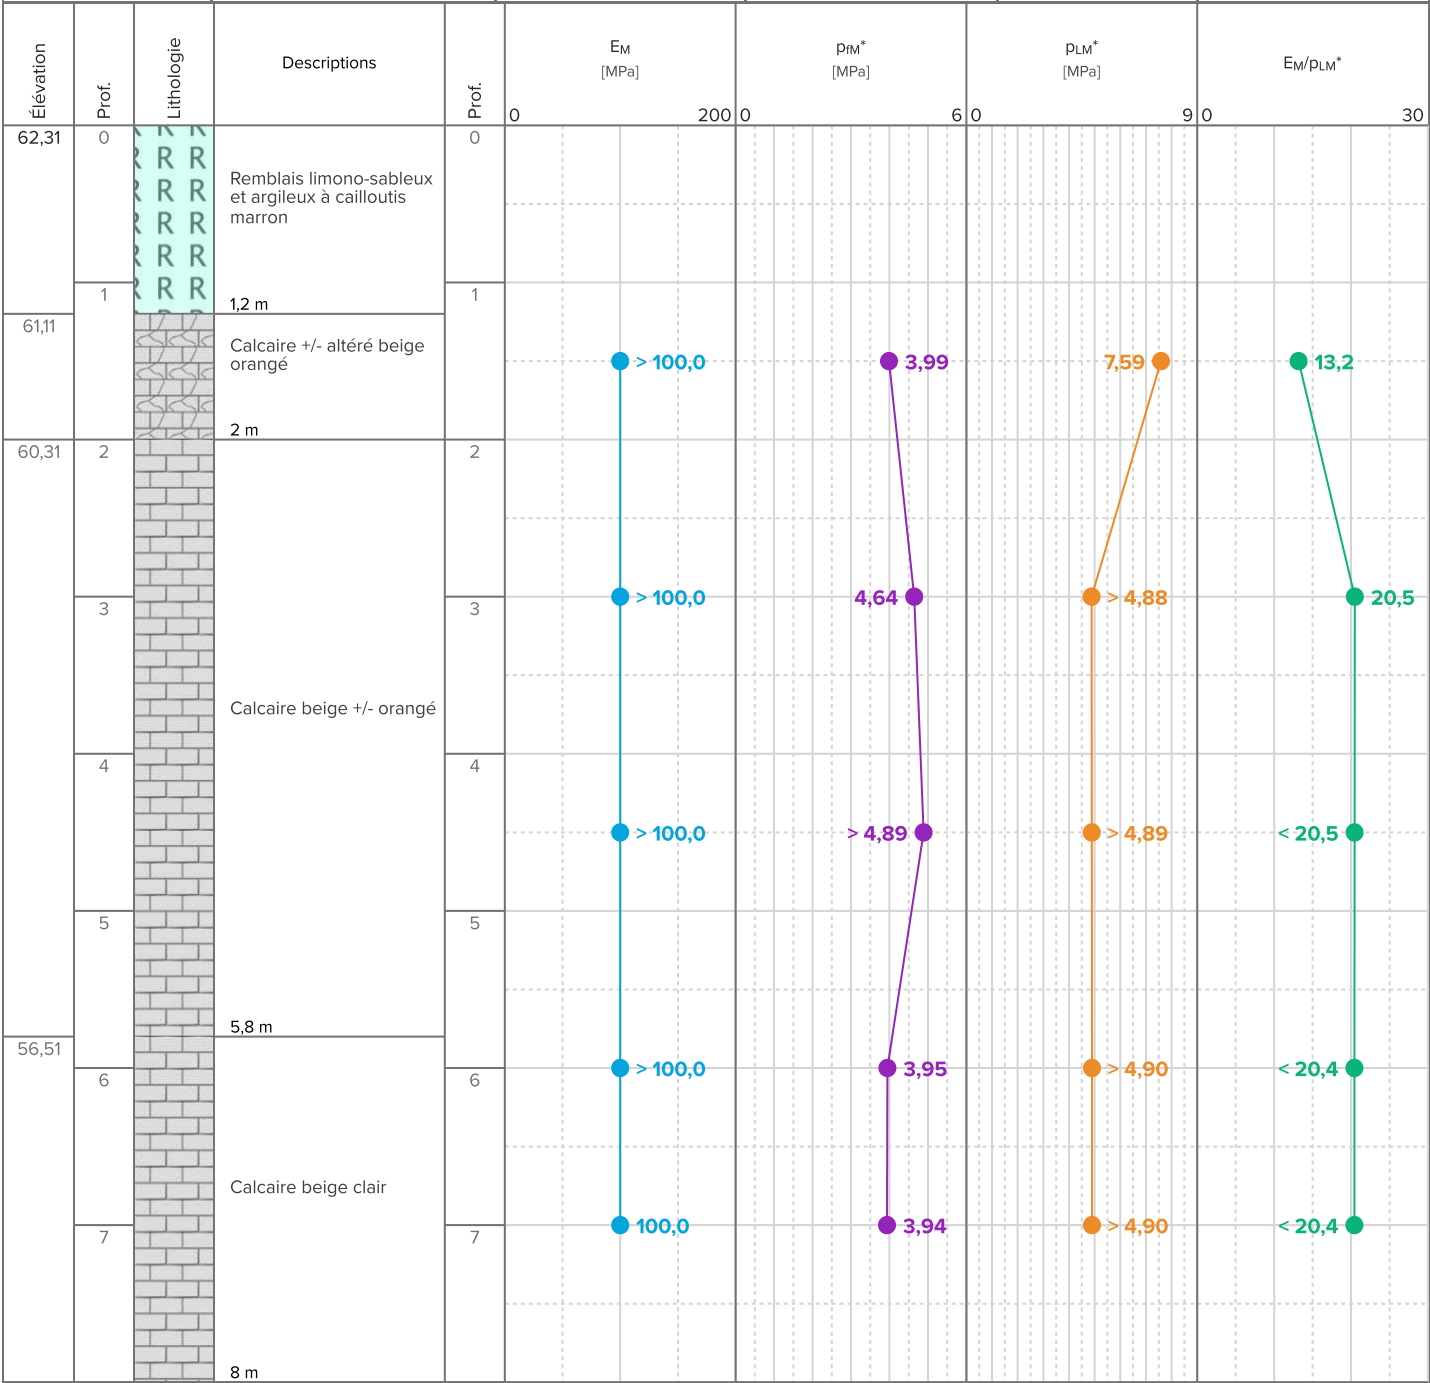 Élévation
Prof.
Lithologie
Descriptions
Prof.
EM
[MPa]
0 200
pfM*
[MPa]
0 6
pLM*
[MPa]
0 9
EM/pLM*
0 30
62,31 0 0
R R R
R R R
Remblais limono-sableux
et argileux à cailloutis
marron
R R R
R R R
R R R
R R R
1 1
1,2 m
61,11
Calcaire +/- altéré beige
orangé
> 100,0 3,99 7,59 13,2
2 m
60,31 2 2
> 100,0 4,64 > 4,88 20,5
3 3
Calcaire beige +/- orangé
4 4
> 100,0 > 4,89 > 4,89 < 20,5
5 5
5,8 m
56,51
> 100,0 3,95 > 4,90 < 20,4
6 6
Calcaire beige clair
100,0 3,94 > 4,90 < 20,4
7 7
8 m